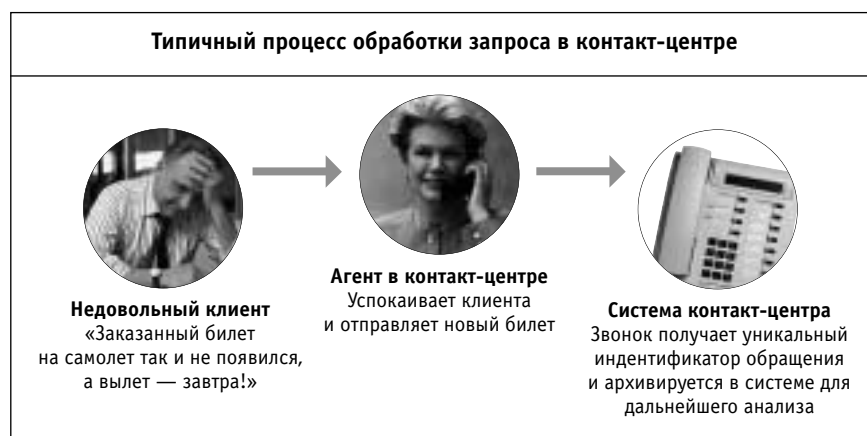 Типичный процесс обработки запроса в контакт-центре
Недовольный клиент
«Заказанный билет
на самолет так и не появился,
а вылет — завтра!»
Агент в контакт-центре
Успокаивает клиента
и отправляет новый билет
Система контакт-центра
Звонок получает уникальный
индентификатор обращения
и архивируется в системе для
дальнейшего анализа